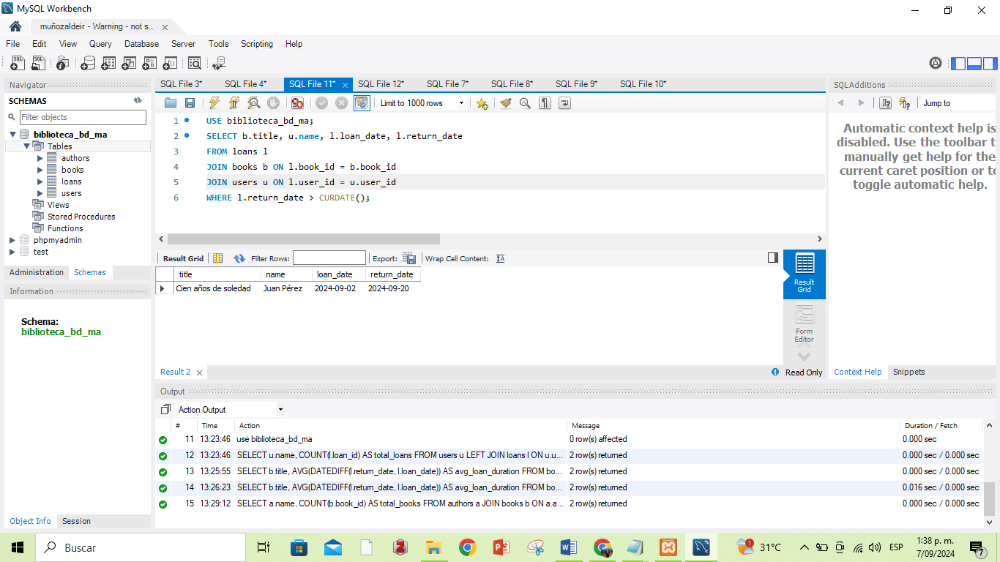 MySQL Workbench
muñozaldeir - Warning - not s...
File Edit View Query Database Server Tools Scripting Help
Navigator
SCHEMAS
Filter objects
biblioteca_bd_ma
Tables
authors
books
loans
users
Views
Stored Procedures
Functions
phpmyadmin
test
Administration Schemas
Information
Schema:
biblioteca_bd_ma
Object Info Session
SQL File 3* SQL File 4* SQL File 11* SQL File 12* SQL File 7* SQL File 8* SQL File 9* SQL File 10*
Limit to 1000 rows
1 USE biblioteca_bd_ma;
2 SELECT b.title, u.name, l.loan_date, l.return_date
3 FROM loans l
4 JOIN books b ON l.book_id = b.book_id
5 JOIN users u ON l.user_id = u.user_id
6 WHERE l.return_date > CURDATE();
Result Grid Filter Rows: Export: Wrap Cell Content:
title name loan_date return_date
Cien años de soledad Juan Pérez 2024-09-02 2024-09-20
Result Grid
Form Editor
Result 2 Read Only
SQLAdditions
Jump to
Automatic context help is
disabled. Use the toolbar t
manually get help for the
current caret position or to
toggle automatic help.
Context Help Snippets
Output
Action Output
# Time Action Message Duration / Fetch
11 13:23:46 use biblioteca_bd_ma 0 row(s) affected 0.000 sec
12 13:23:46 SELECT u.name, COUNT(l.loan_id) AS total_loans FROM users u LEFT JOIN loans l ON u.u... 2 row(s) returned 0.000 sec / 0.000 sec
13 13:25:55 SELECT b.title, AVG(DATEDIFF(l.return_date, l.loan_date)) AS avg_loan_duration FROM bo... 2 row(s) returned 0.000 sec / 0.000 sec
14 13:26:23 SELECT b.title, AVG(DATEDIFF(l.return_date, l.loan_date)) AS avg_loan_duration FROM bo... 2 row(s) returned 0.016 sec / 0.000 sec
15 13:29:12 SELECT a.name, COUNT(b.book_id) AS total_books FROM authors a JOIN books b ON a.a... 2 row(s) returned 0.000 sec / 0.000 sec
Buscar
31°C
ESP
1:38 p. m.
7/09/2024
7